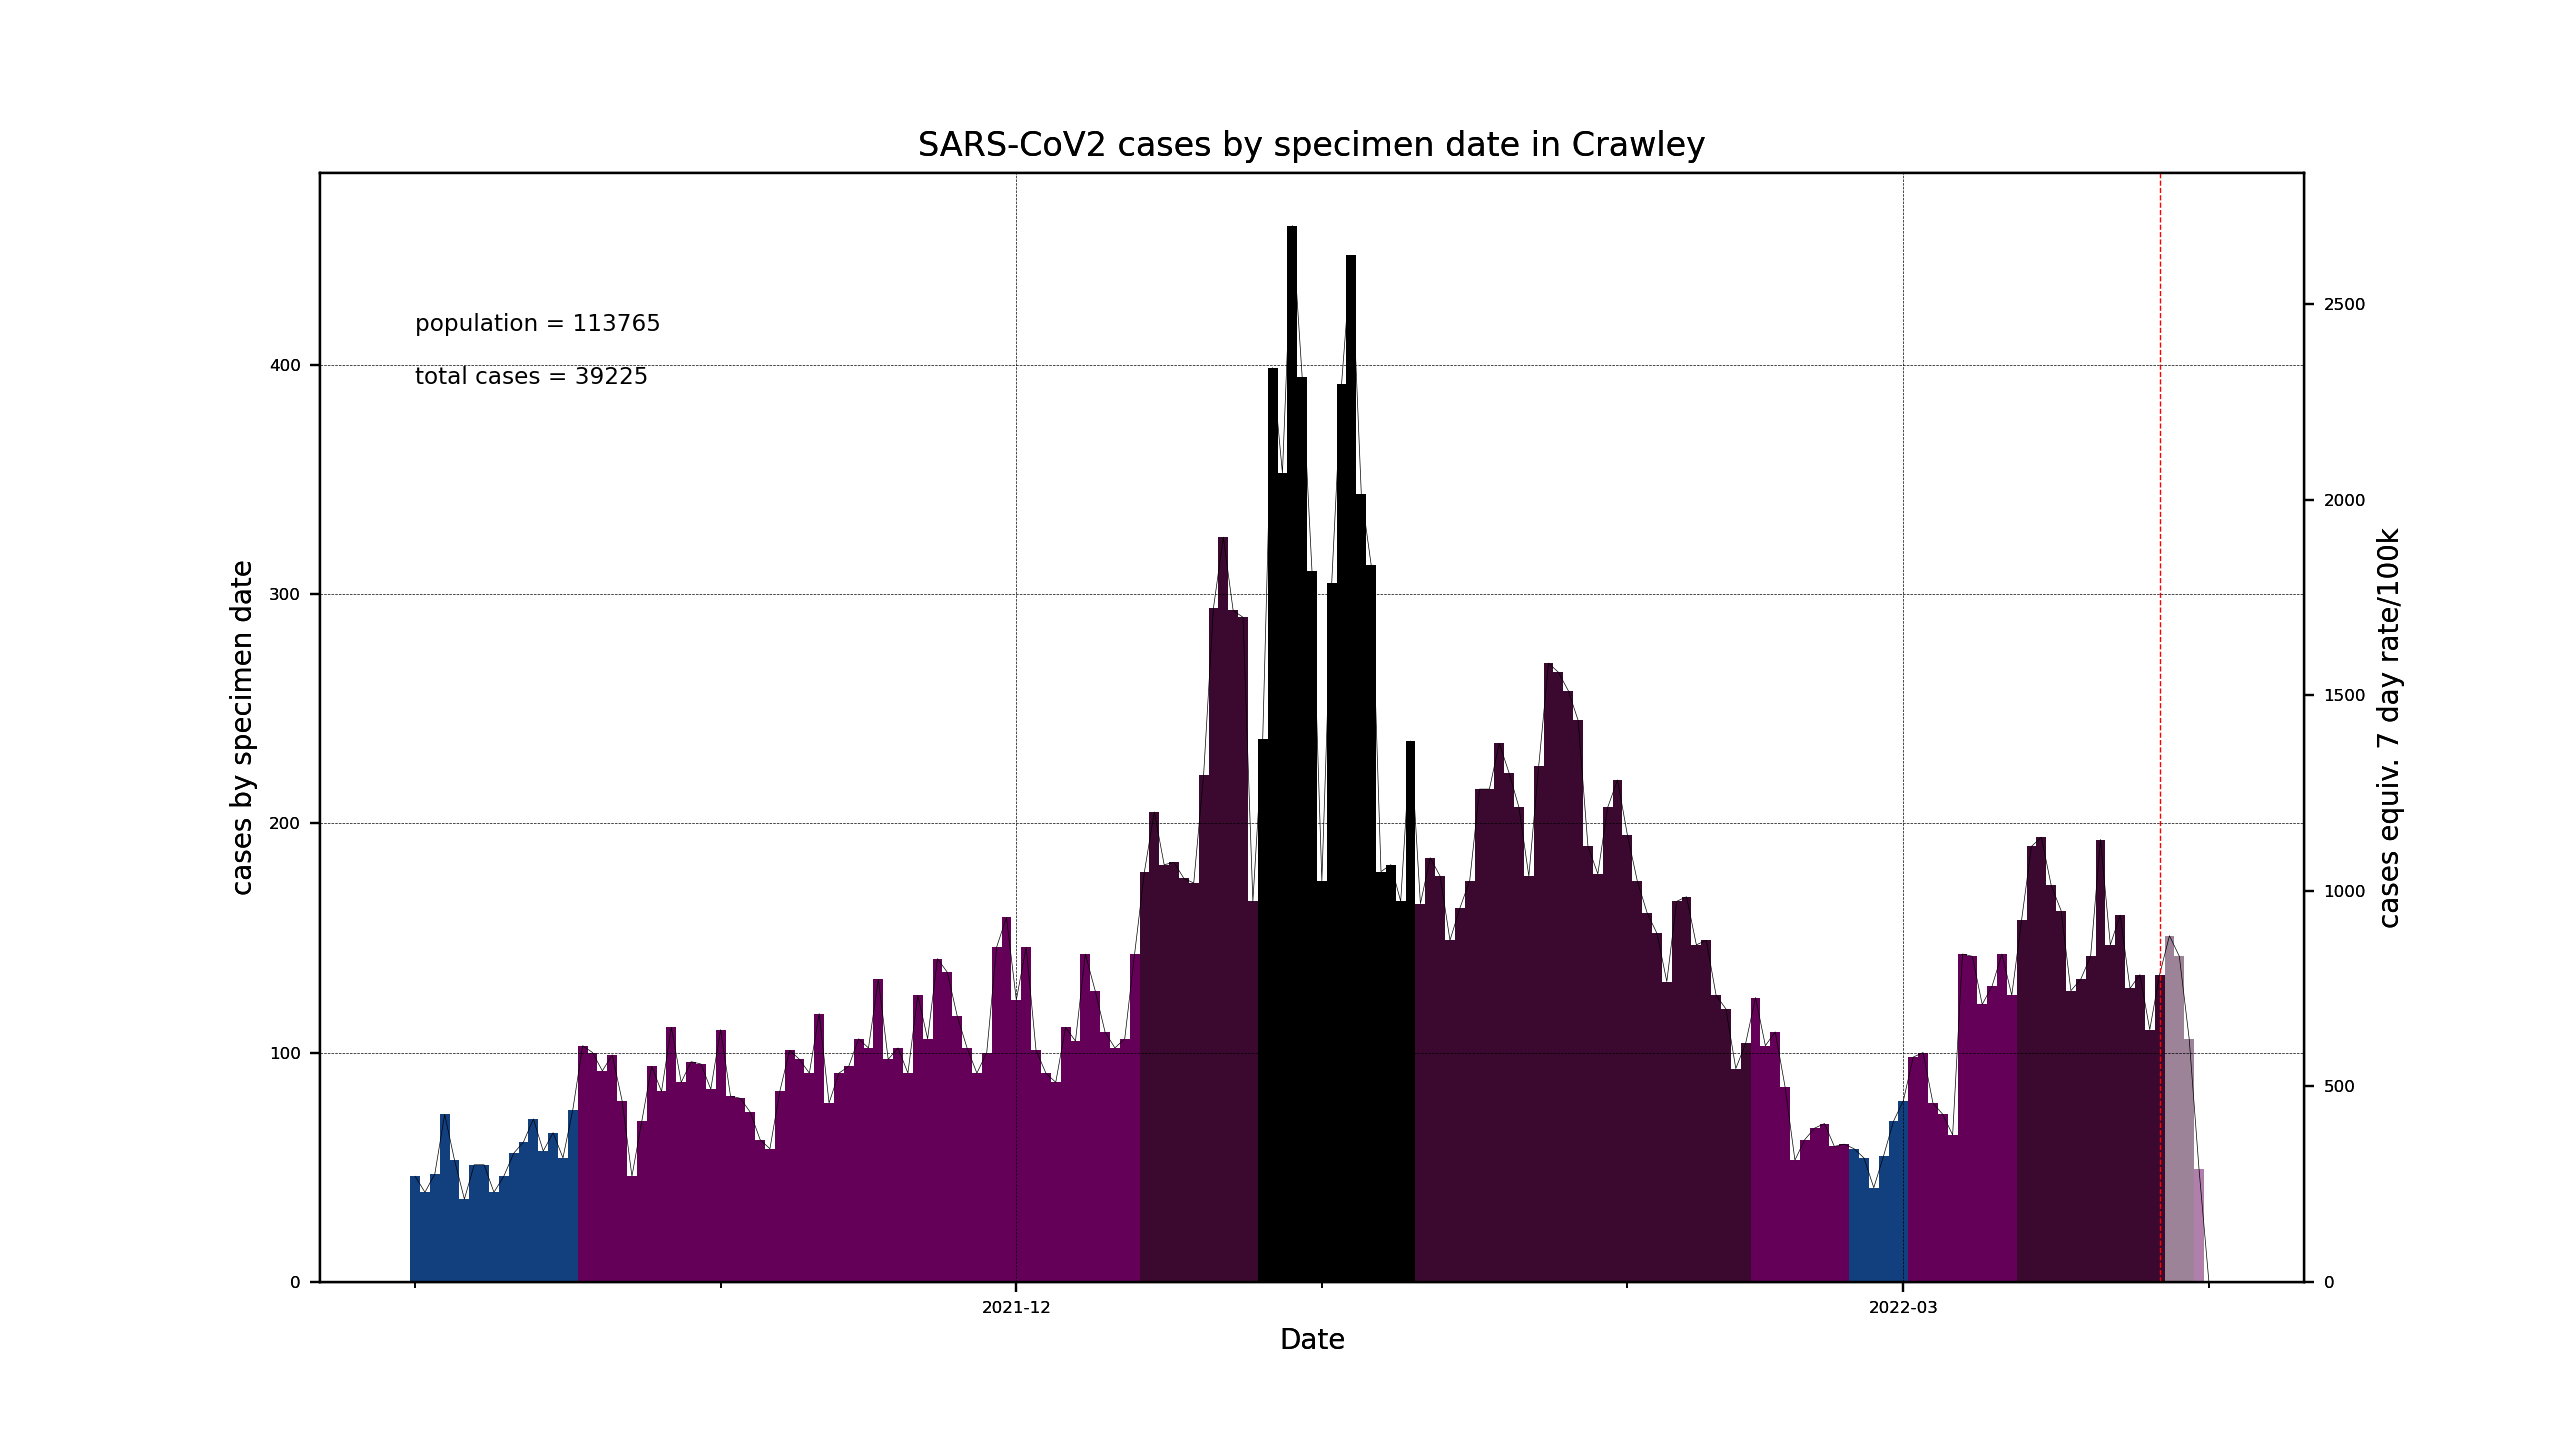 SARS-CoV2 cases by specimen date in Crawley
population = 113765
total cases = 39225
cases by specimen date
400
300
200
100
0
2500
2000
1500
1000
500
0
cases equiv. 7 day rate/100k
2021-12
2022-03
Date